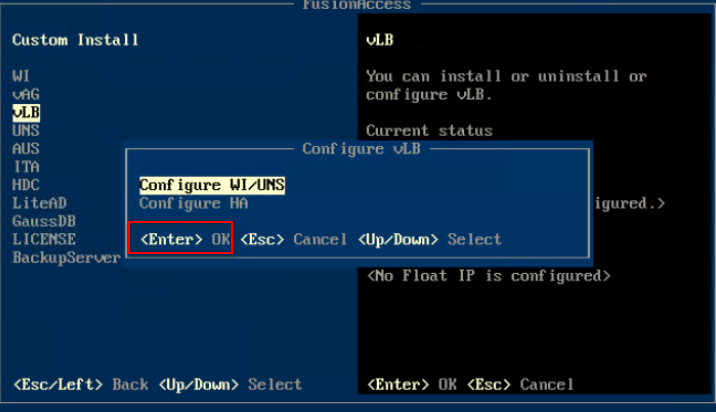 FusionAccess
Custom Install
WI
vAG
vLB
UNS
AUS
ITA
HDC
LiteAD
GaussDB
LICENSE
BackupServer
vLB
You can install or uninstall or
configure vLB.
Current status
igured.>
<No Float IP is configured>
Configure vLB
Configure WI/UNS
Configure HA
<Enter> OK <Esc> Cancel <Up/Down> Select
<Esc/Left> Back <Up/Down> Select
<Enter> OK <Esc> Cancel